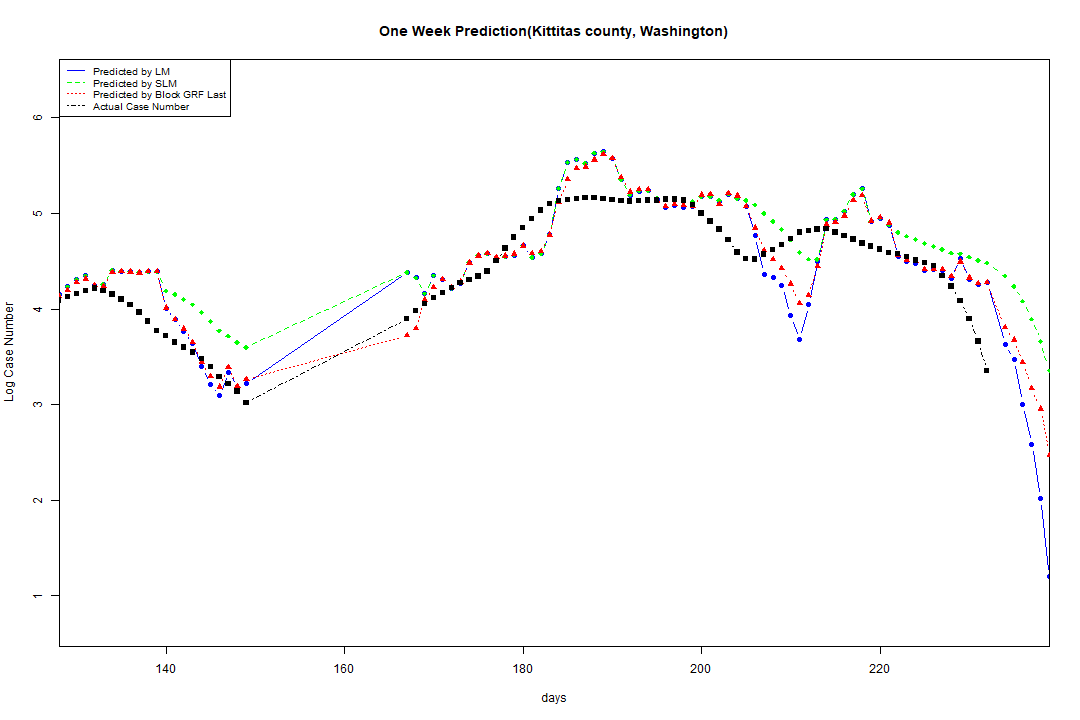 One Week Prediction(Kittitas county, Washington)
Predicted by LM
Predicted by SLM
Predicted by Block GRF Last
Actual Case Number
Log Case Number
6
5
4
3
2
1
140 160 180 200 220
days